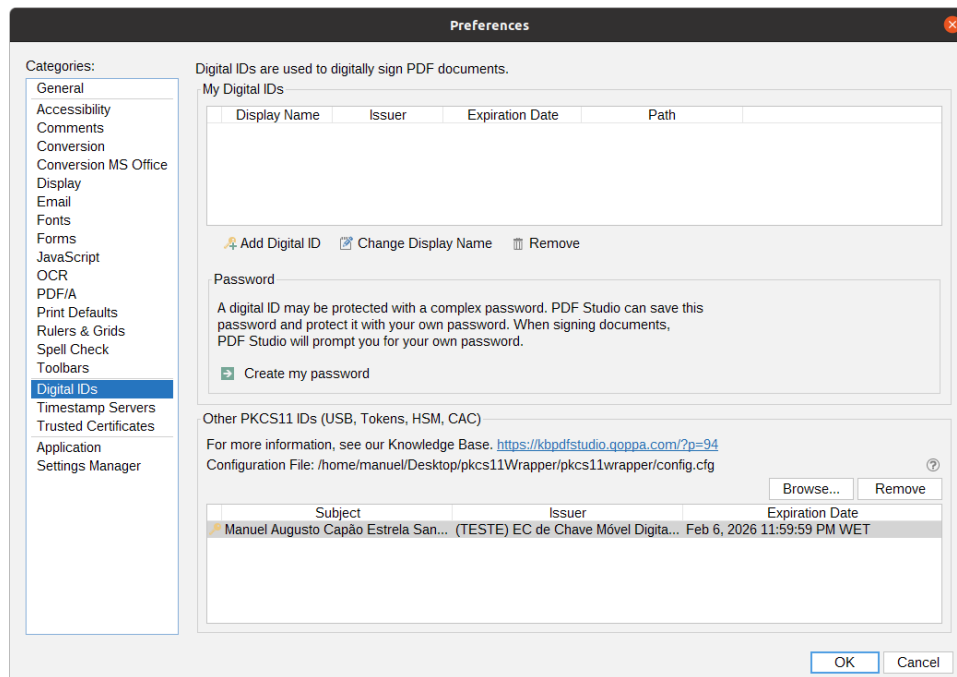 Preferences
Categories:
General
Accessibility
Comments
Conversion
Conversion MS Office
Display
Email
Fonts
Forms
JavaScript
OCR
PDF/A
Print Defaults
Rulers & Grids
Spell Check
Toolbars
Digital IDs
Timestamp Servers
Trusted Certificates
Application
Settings Manager
Digital IDs are used to digitally sign PDF documents.
My Digital IDs
Display Name Issuer Expiration Date Path
Add Digital ID Change Display Name Remove
Password
A digital ID may be protected with a complex password. PDF Studio can save this
password and protect it with your own password. When signing documents,
PDF Studio will prompt you for your own password.
Create my password
Other PKCS11 IDs (USB, Tokens, HSM, CAC)
For more information, see our Knowledge Base. https://kbpdfstudio.qoppa.com/?p=94
Configuration File: /home/manuel/Desktop/pkcs11Wrapper/pkcs11wrapper/config.cfg
?
Browse... Remove
Subject Issuer Expiration Date
Manuel Augusto Capão Estrela San... (TESTE) EC de Chave Móvel Digita... Feb 6, 2026 11:59:59 PM WET
OK Cancel